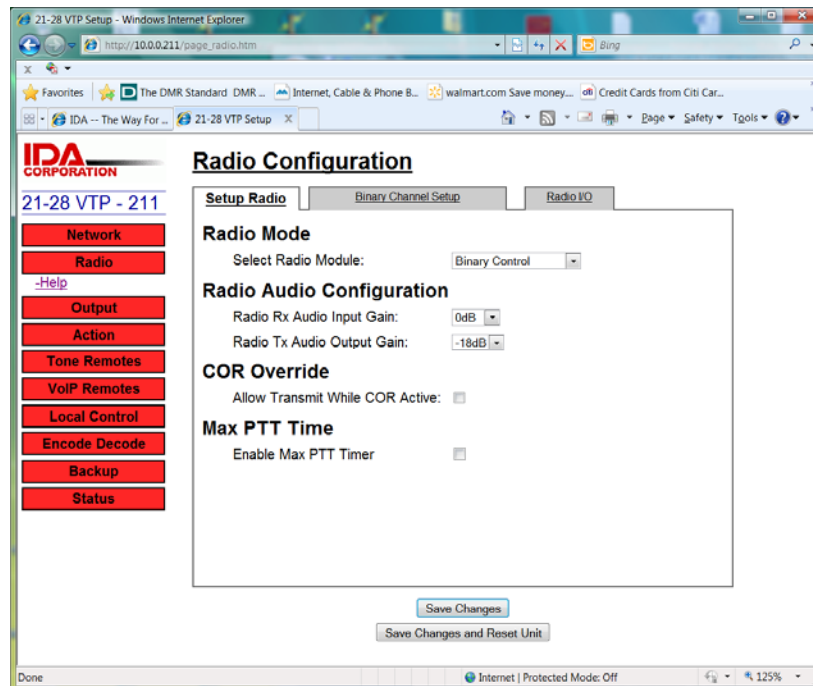 21-28 VTP Setup - Windows Internet Explorer
http://10.0.0.211/page_radio.htm
Bing
x
Favorites
The DMR Standard DMR ...
Internet, Cable & Phone B...
walmart.com Save money...
Credit Cards from Citi Car...
IDA -- The Way For ...
21-28 VTP Setup X
Page
Safety
Tools
IDA
CORPORATION
21-28 VTP - 211
Network
Radio
-Help
Output
Action
Tone Remotes
VoIP Remotes
Local Control
Encode Decode
Backup
Status
Radio Configuration
Setup Radio
Binary Channel Setup
Radio I/O
Radio Mode
Select Radio Module: Binary Control
Radio Audio Configuration
Radio Rx Audio Input Gain: 0dB
Radio Tx Audio Output Gain: -18dB
COR Override
Allow Transmit While COR Active:
Max PTT Time
Enable Max PTT Timer
Save Changes
Save Changes and Reset Unit
Done
Internet | Protected Mode: Off
125%